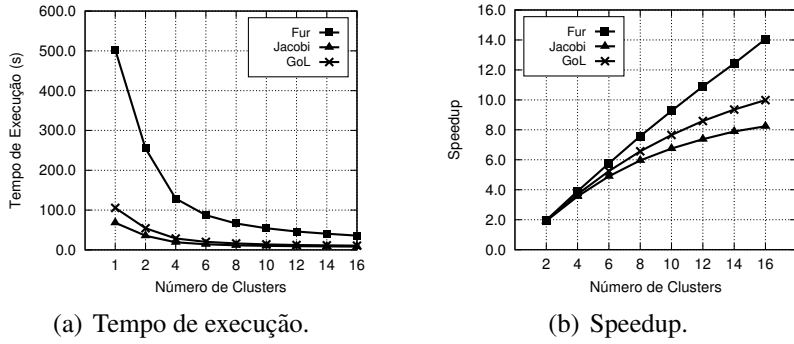 600.0
500.0
400.0
300.0
200.0
100.0
0.0
Tempo de Execução (s)
Fur
Jacobi
GoL
1 2 4 6 8 10 12 14 16
Número de Clusters
(a) Tempo de execução.
16.0
14.0
12.0
10.0
8.0
6.0
4.0
2.0
0.0
Speedup
Fur
Jacobi
GoL
2 4 6 8 10 12 14 16
Número de Clusters
(b) Speedup.